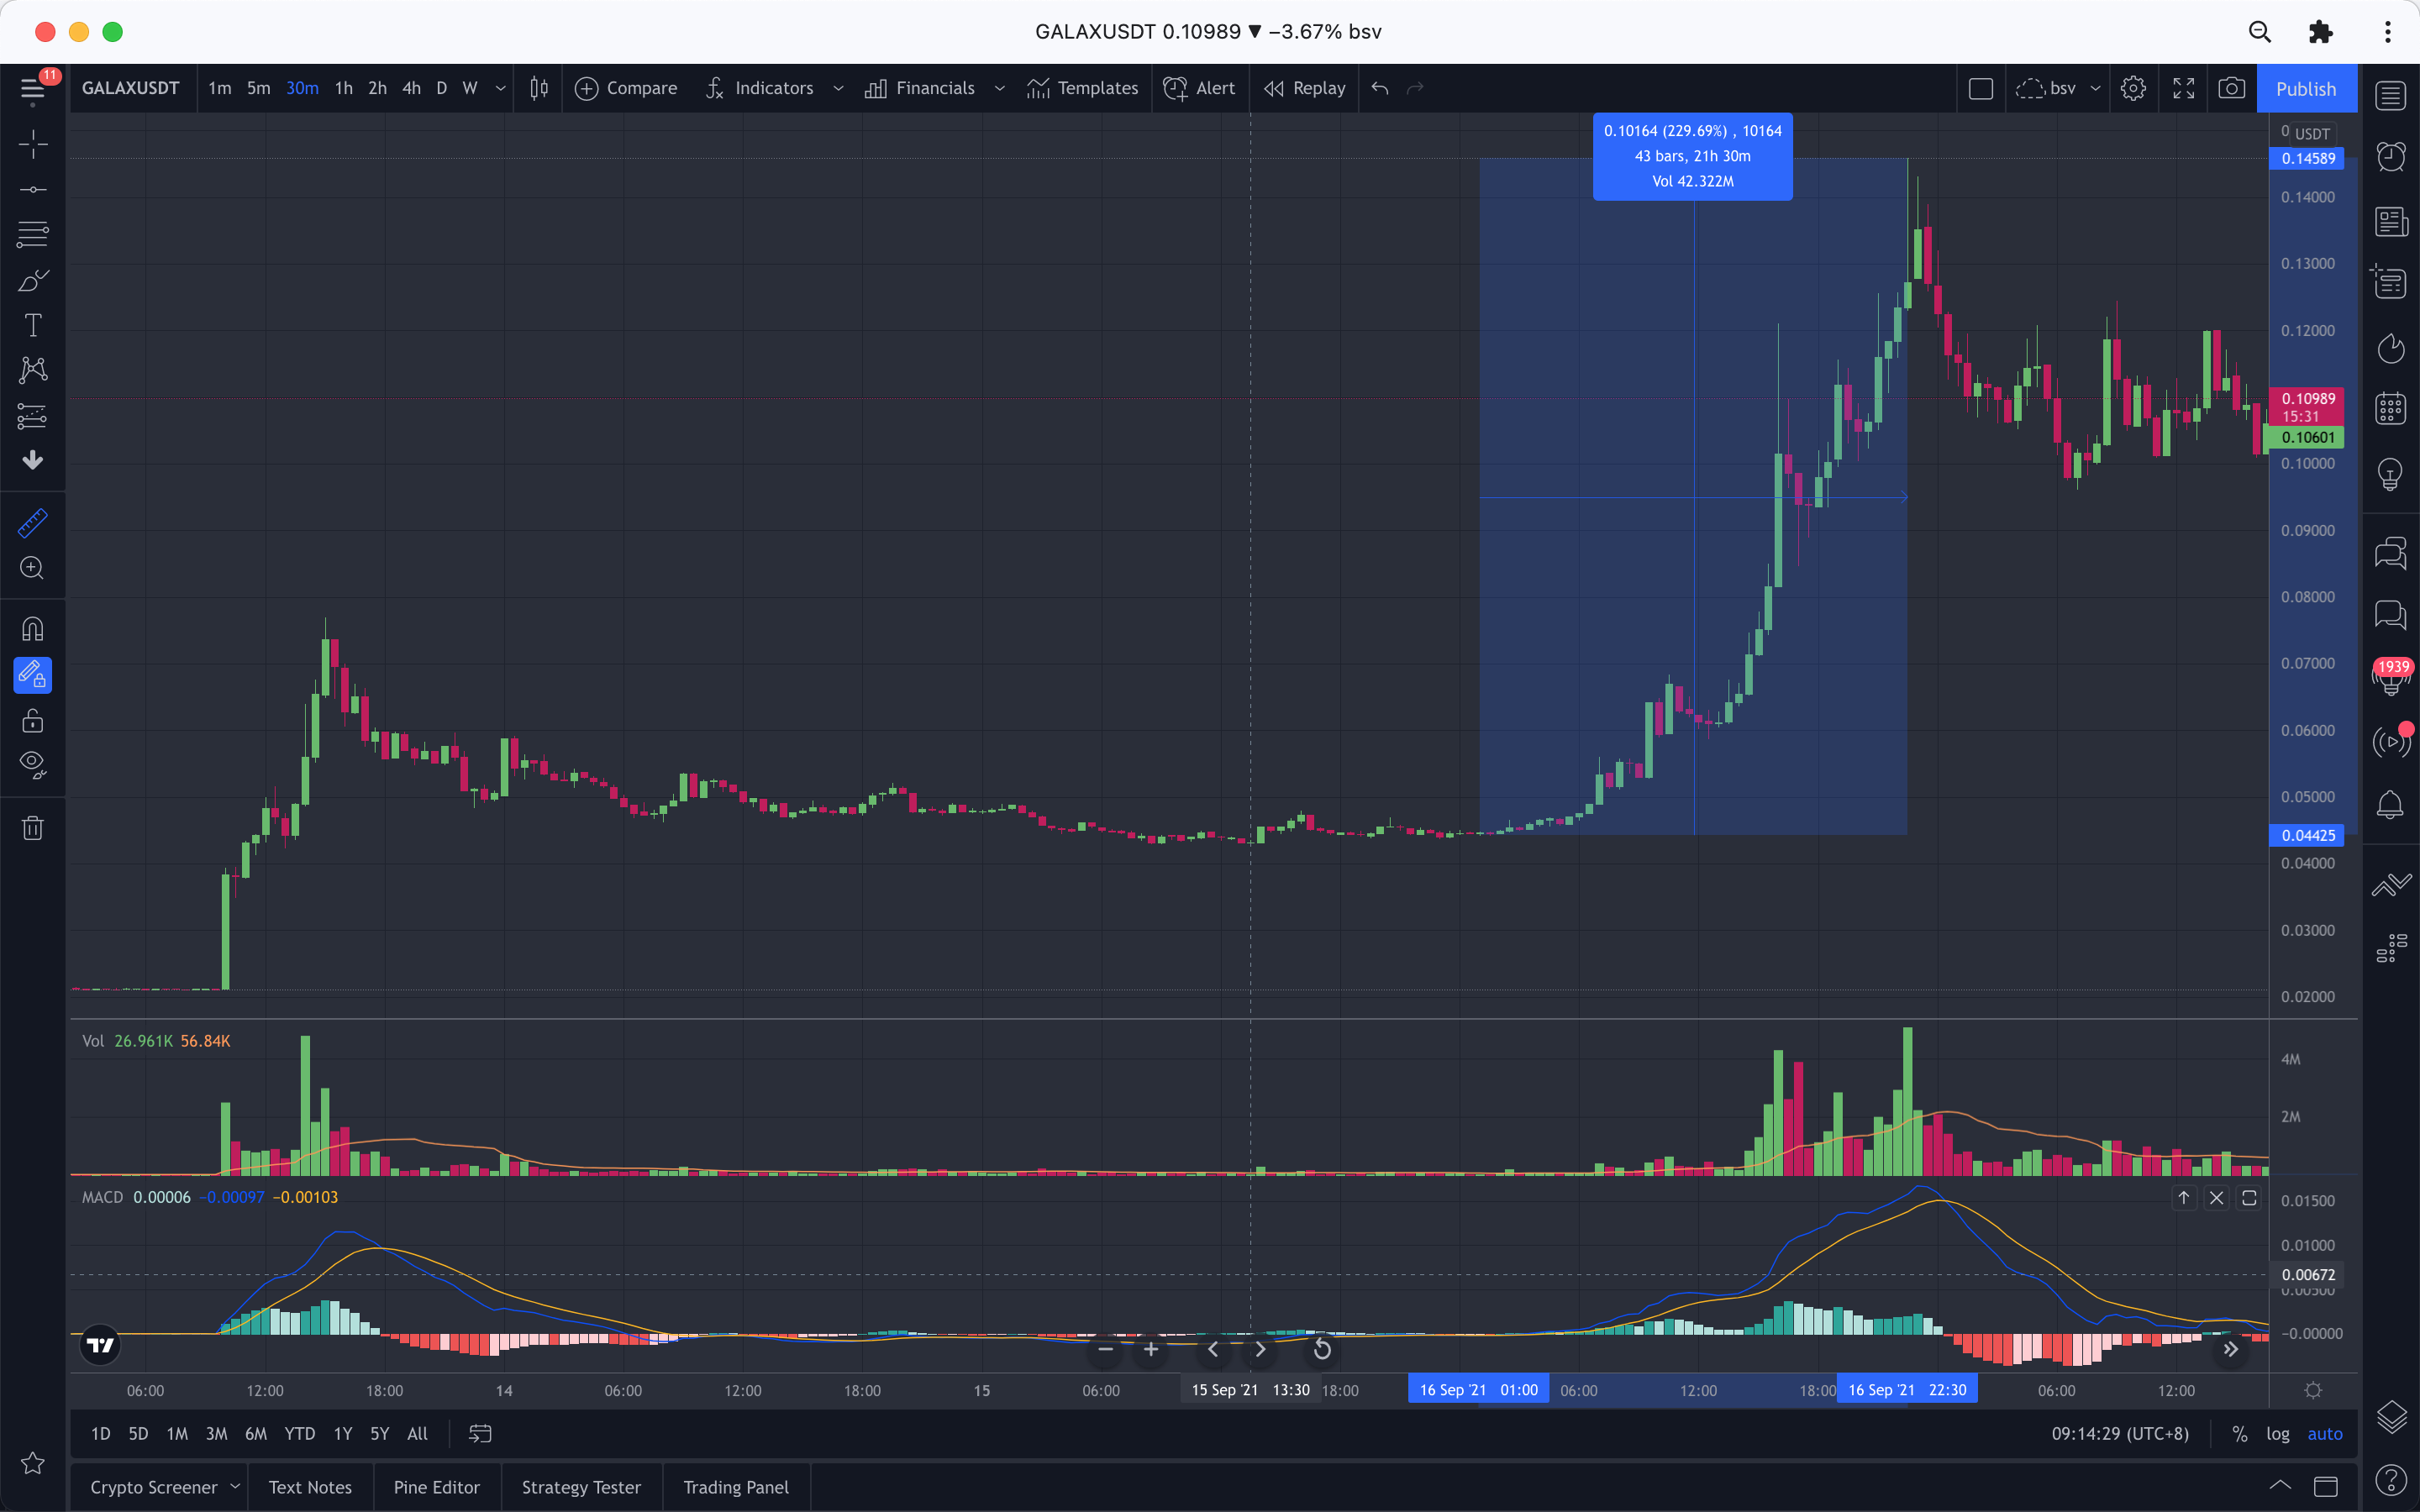 GALAXUSDT 0.10989 ▼ −3.67% bsv
11
GALAXUSDT 1m 5m 30m 1h 2h 4h D W Compare Indicators Financials Templates Alert Replay bsv Publish
0.10164 (229.69%) , 10164
43 bars, 21h 30m
Vol 42.322M
USDT
0.14589
0.14000
0.13000
0.12000
0.10989
15:31
0.10601
0.10000
0.09000
0.08000
0.07000
0.06000
0.05000
0.04425
0.04000
0.03000
0.02000
1939
Vol 26.961K 56.84K
4M
2M
MACD 0.00006 −0.00097 −0.00103
0.01500
0.01000
0.00672
0.00500
−0.00000
06:00 12:00 18:00 14 06:00 12:00 18:00 15 06:00 15 Sep '21 13:30 18:00 16 Sep '21 01:00 06:00 12:00 18:00 16 Sep '21 22:30 06:00 12:00
1D 5D 1M 3M 6M YTD 1Y 5Y All 09:14:29 (UTC+8) % log auto
Crypto Screener Text Notes Pine Editor Strategy Tester Trading Panel